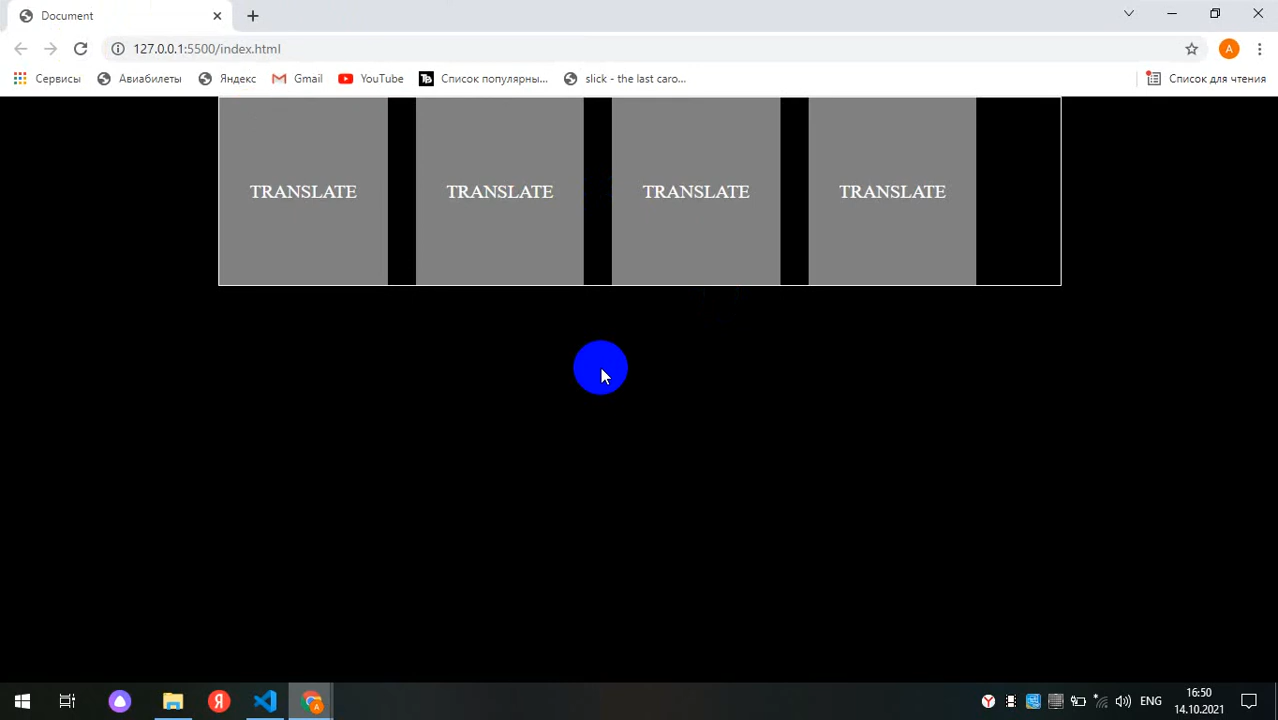 Document
127.0.0.1:5500/index.html
A
Сервисы Авиабилеты Яндекс Gmail YouTube Список популярны... slick - the last caro... Список для чтения
TRANSLATE TRANSLATE TRANSLATE TRANSLATE
ENG 16:50
14.10.2021